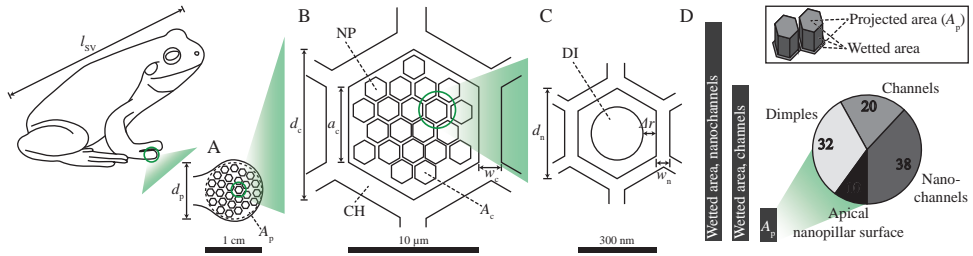 l_SV
A
d_p
A_p
1 cm
B
NP
d_c
a_c
w_c
CH
A_c
10 µm
C
DI
Δr
d_n
w_n
300 nm
D
Projected area (A_p)
Wetted area
Wetted area, nanochannels
Wetted area, channels
A_p
Channels
20
Dimples
32
38
Nano-
channels
10
Apical
nanopillar surface